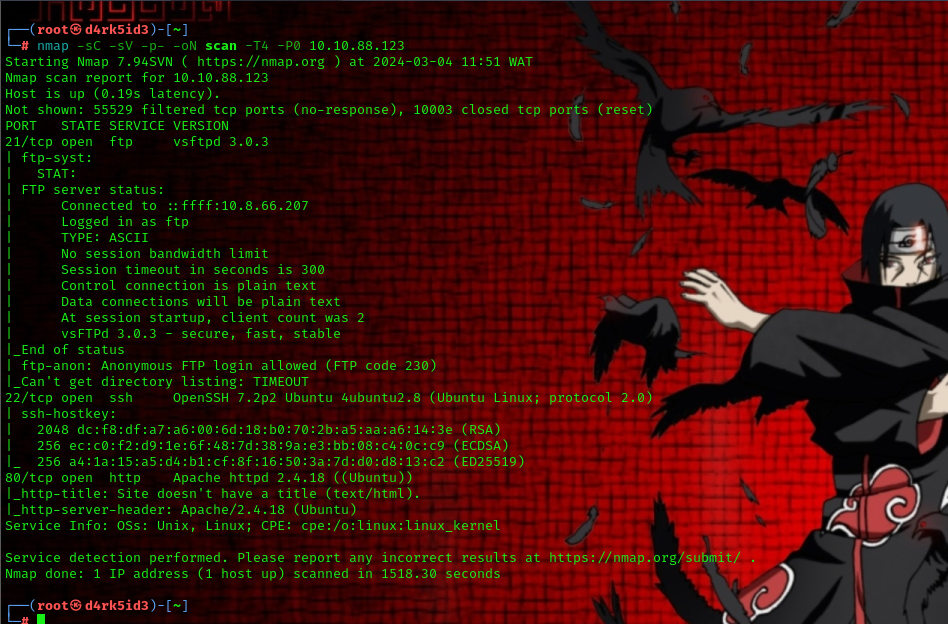 ┌──(root㉿d4rk5id3)-[~]
└─# nmap -sC -sV -p- -oN scan -T4 -P0 10.10.88.123
Starting Nmap 7.94SVN ( https://nmap.org ) at 2024-03-04 11:51 WAT
Nmap scan report for 10.10.88.123
Host is up (0.19s latency).
Not shown: 55529 filtered tcp ports (no-response), 10003 closed tcp ports (reset)
PORT   STATE SERVICE VERSION
21/tcp open  ftp     vsftpd 3.0.3
| ftp-syst:
|   STAT:
| FTP server status:
|      Connected to ::ffff:10.8.66.207
|      Logged in as ftp
|      TYPE: ASCII
|      No session bandwidth limit
|      Session timeout in seconds is 300
|      Control connection is plain text
|      Data connections will be plain text
|      At session startup, client count was 2
|      vsFTPd 3.0.3 - secure, fast, stable
|_End of status
| ftp-anon: Anonymous FTP login allowed (FTP code 230)
|_Can't get directory listing: TIMEOUT
22/tcp open  ssh     OpenSSH 7.2p2 Ubuntu 4ubuntu2.8 (Ubuntu Linux; protocol 2.0)
| ssh-hostkey:
|   2048 dc:f8:df:a7:a6:00:6d:18:b0:70:2b:a5:aa:a6:14:3e (RSA)
|   256 ec:c0:f2:d9:1e:6f:48:7d:38:9a:e3:bb:08:c4:0c:c9 (ECDSA)
|_  256 a4:1a:15:a5:d4:b1:cf:8f:16:50:3a:7d:d0:d8:13:c2 (ED25519)
80/tcp open  http    Apache httpd 2.4.18 ((Ubuntu))
|_http-title: Site doesn't have a title (text/html).
|_http-server-header: Apache/2.4.18 (Ubuntu)
Service Info: OSs: Unix, Linux; CPE: cpe:/o:linux:linux_kernel
Service detection performed. Please report any incorrect results at https://nmap.org/submit/ .
Nmap done: 1 IP address (1 host up) scanned in 1518.30 seconds
┌──(root㉿d4rk5id3)-[~]
└─#